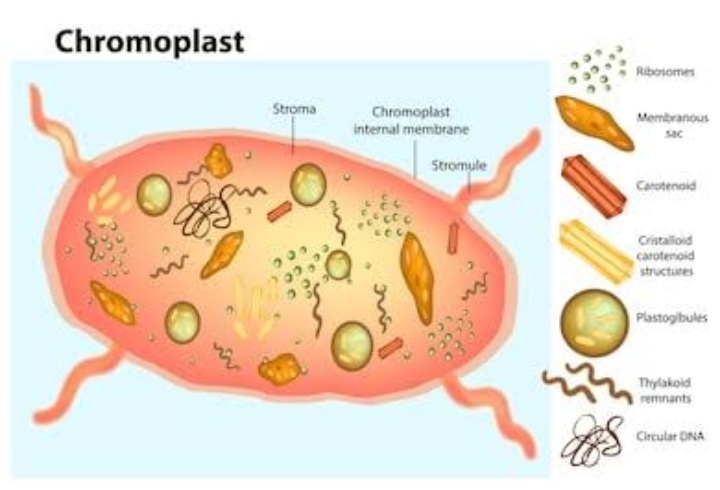 Chromoplast
Stroma
Chromoplast
internal membrane
Stromule
Ribosomes
Membranous
sac
Carotenoid
Cristalloid
carotenoid
structures
Plastoglbules
Thylakoid
remnants
Circular DNA